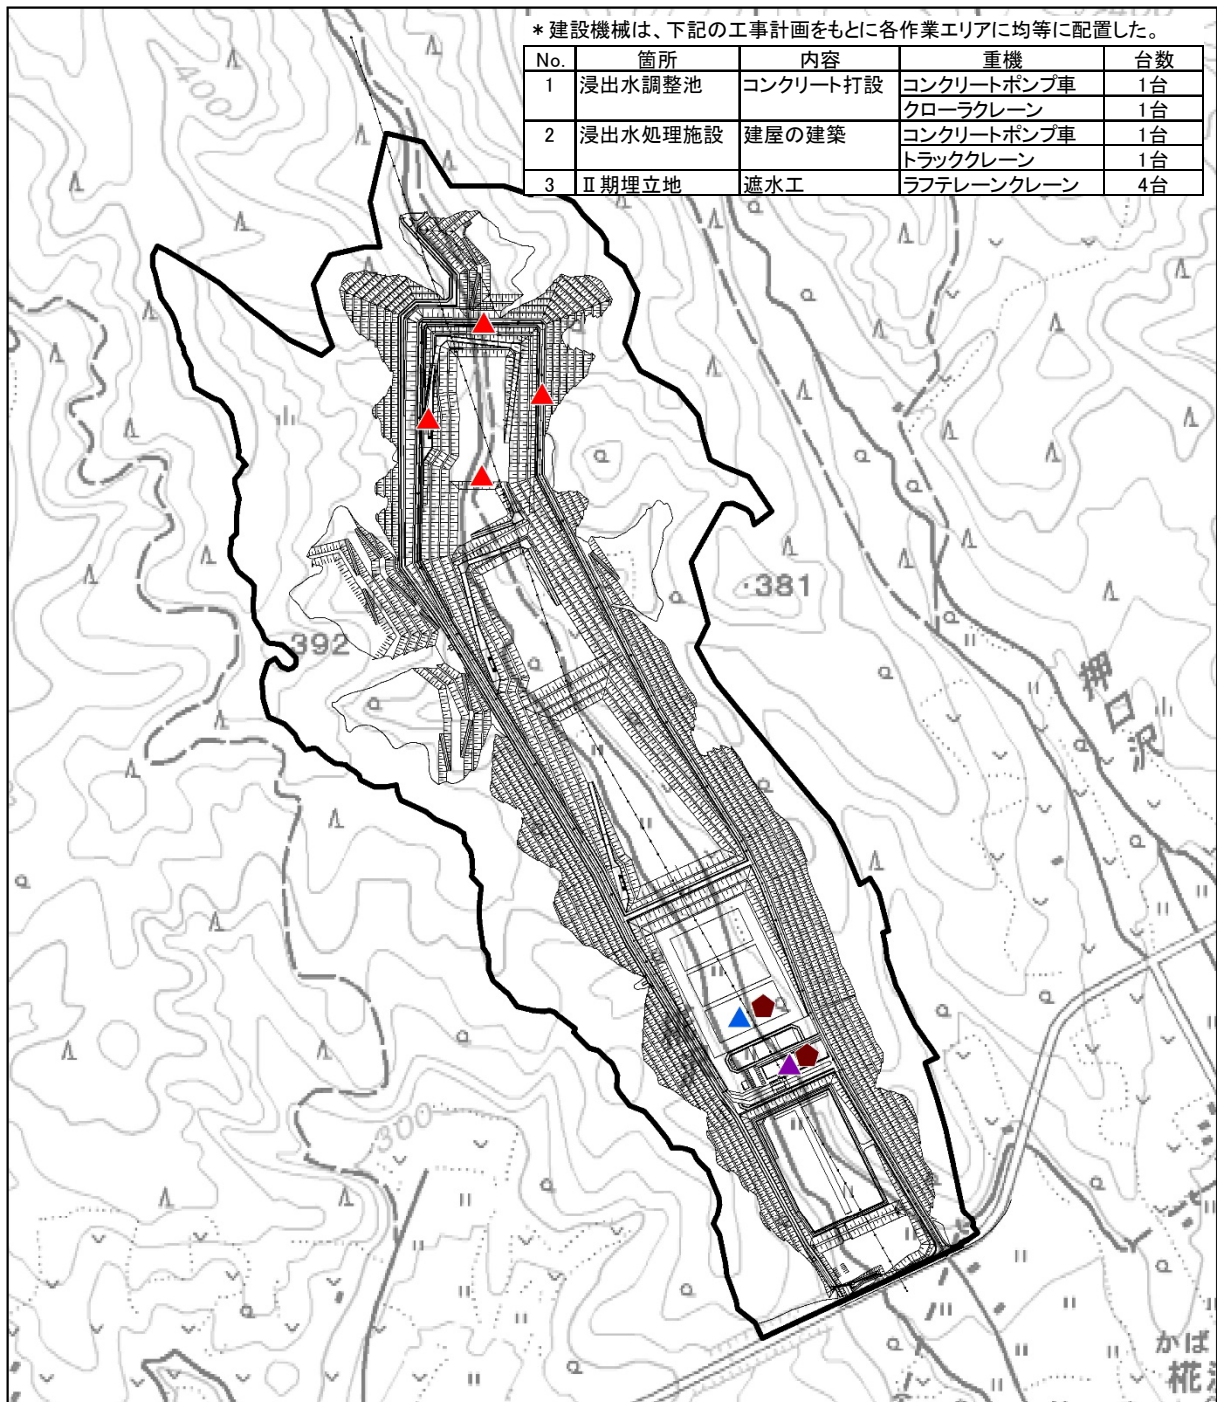 ＊建設機械は、下記の工事計画をもとに各作業エリアに均等に配置した。
No. 箇所 内容 重機 台数
1 浸出水調整池 コンクリート打設 コンクリートポンプ車 1台
クローラクレーン 1台
2 浸出水処理施設 建屋の建築 コンクリートポンプ車 1台
トラッククレーン 1台
3 Ⅱ期埋立地 遮水工 ラフテレーンクレーン 4台
400
・381
392
押口沢
300
かば
椛